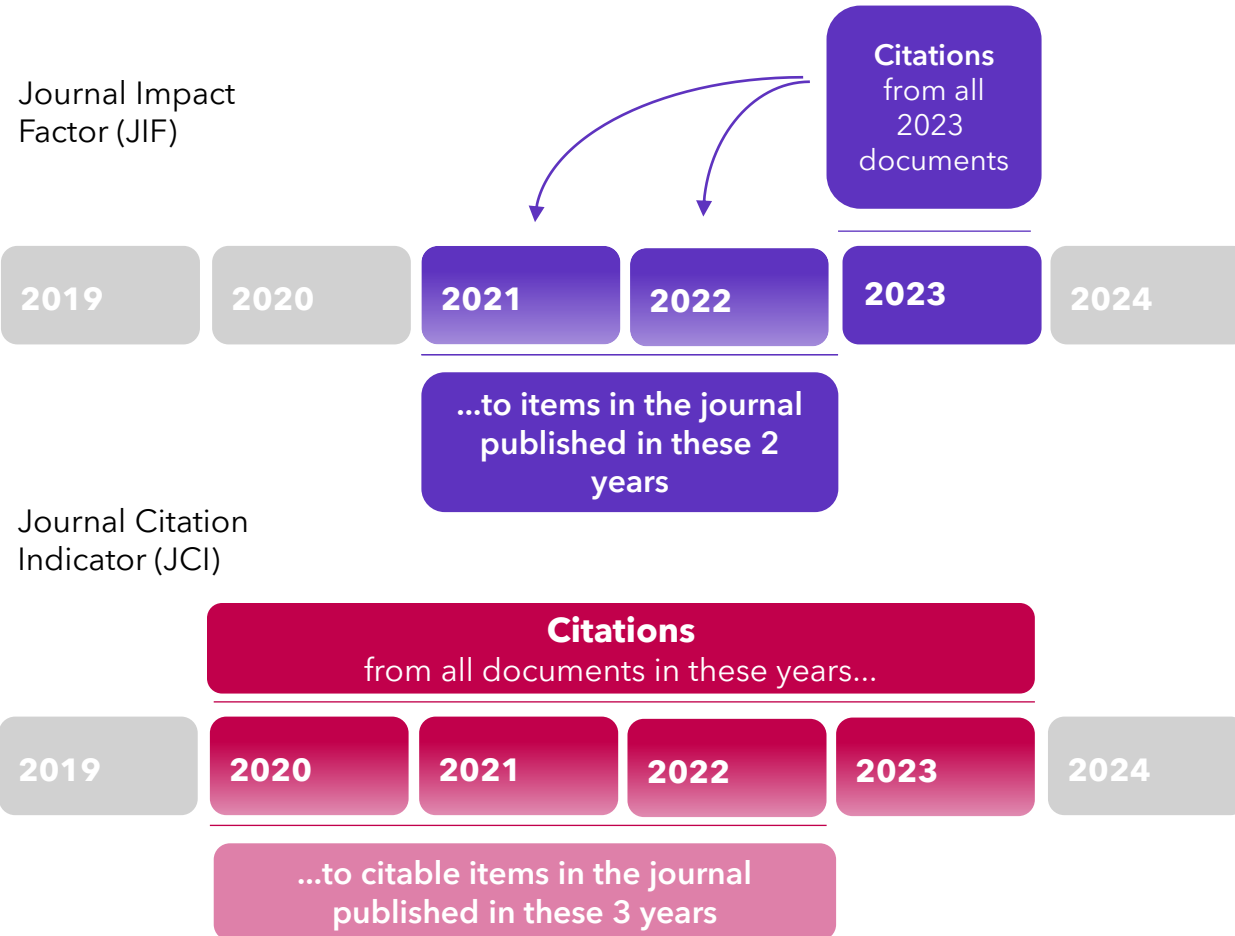 Journal Impact
Factor (JIF)
Citations
from all
2023
documents
2019
2020
2021
2022
2023
2024
...to items in the journal
published in these 2
years
Journal Citation
Indicator (JCI)
Citations
from all documents in these years...
2019
2020
2021
2022
2023
2024
...to citable items in the journal
published in these 3 years